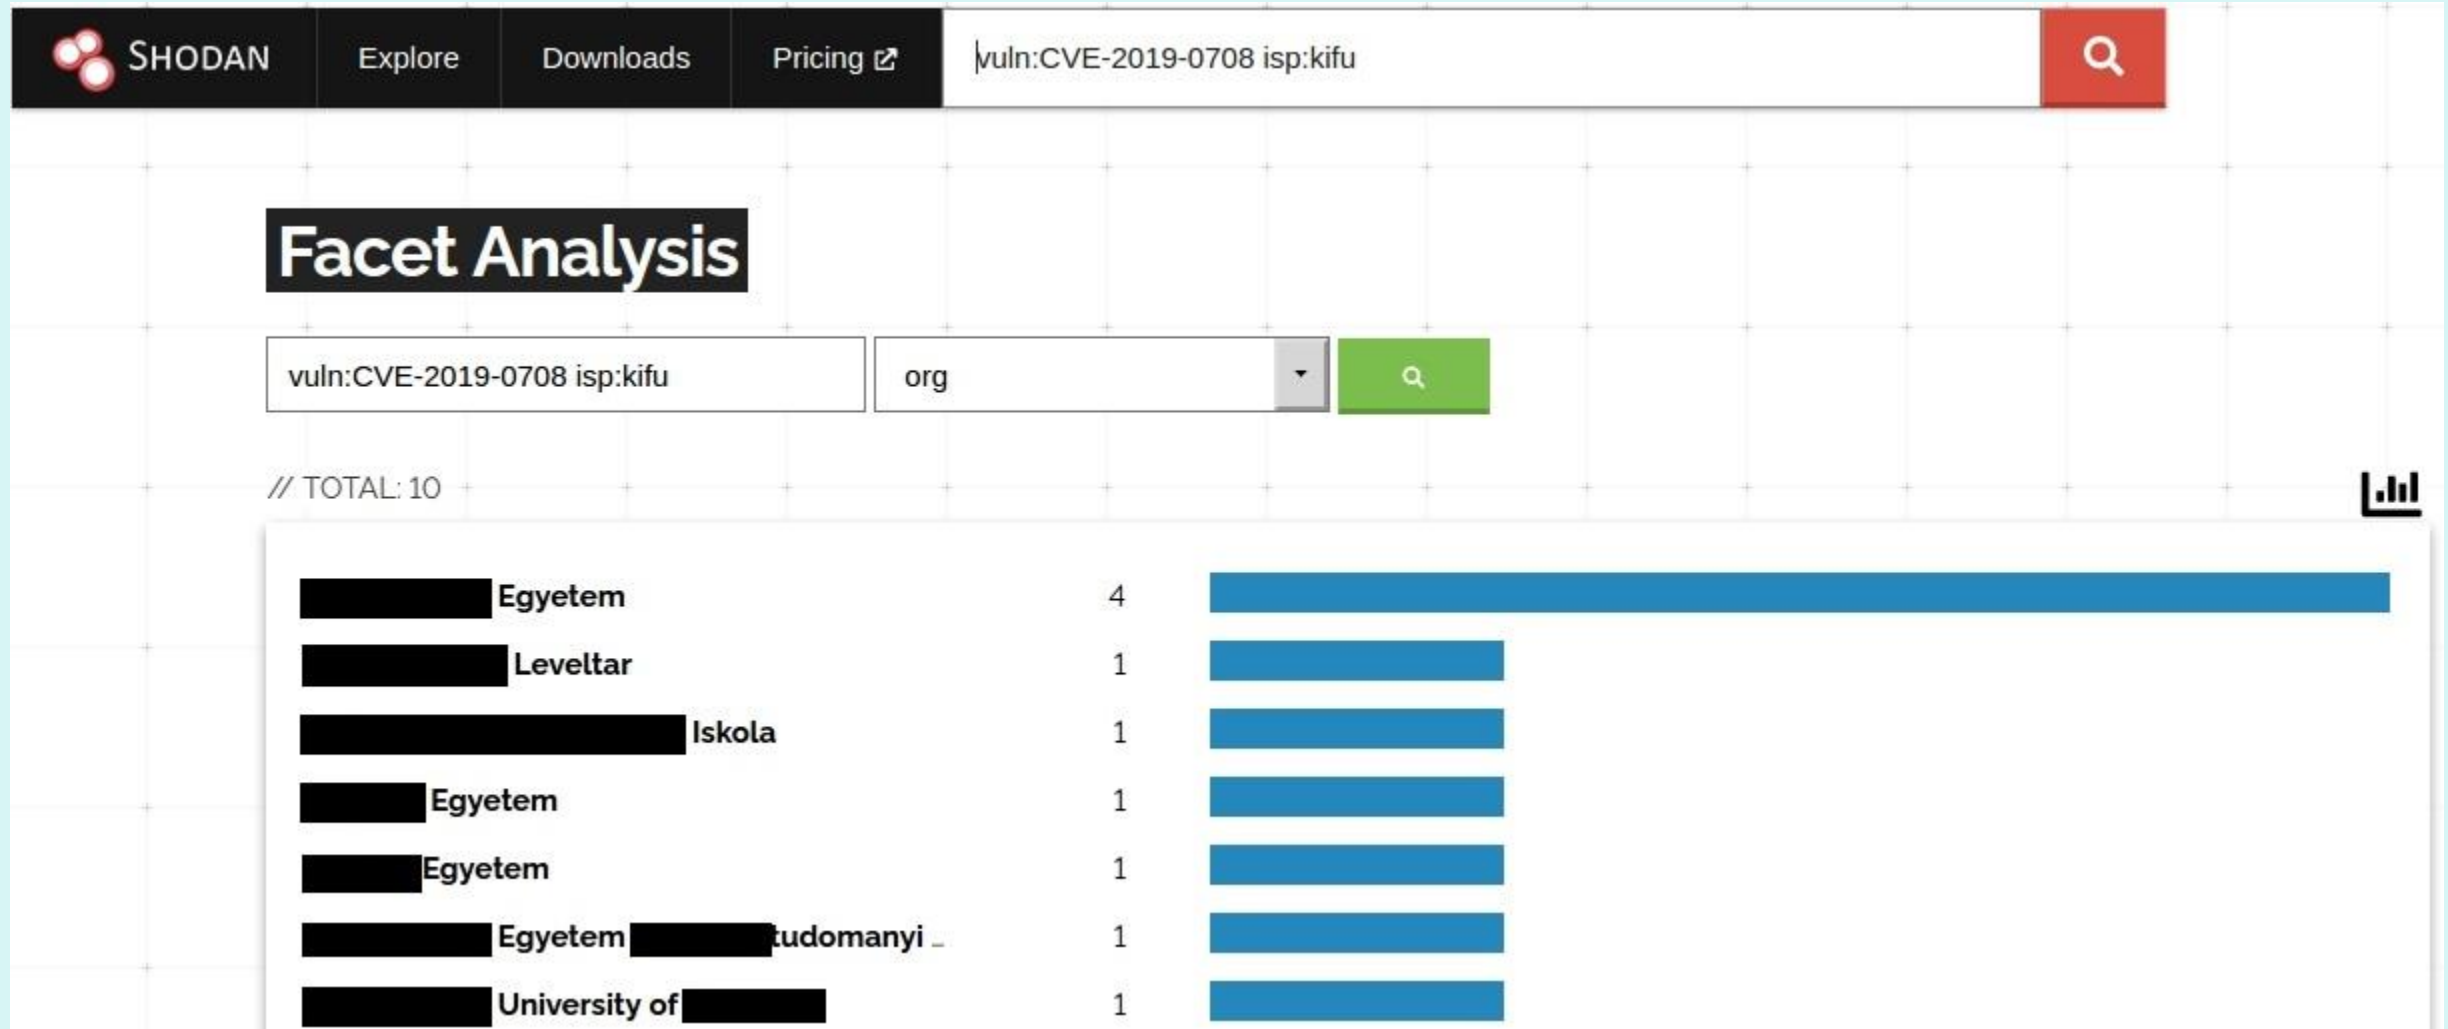 SHODAN Explore Downloads Pricing vuln:CVE-2019-0708 isp:kifu
Facet Analysis
vuln:CVE-2019-0708 isp:kifu org
// TOTAL: 10
Egyetem 4
Leveltar 1
Iskola 1
Egyetem 1
Egyetem 1
Egyetem tudomanyi 1
University of 1